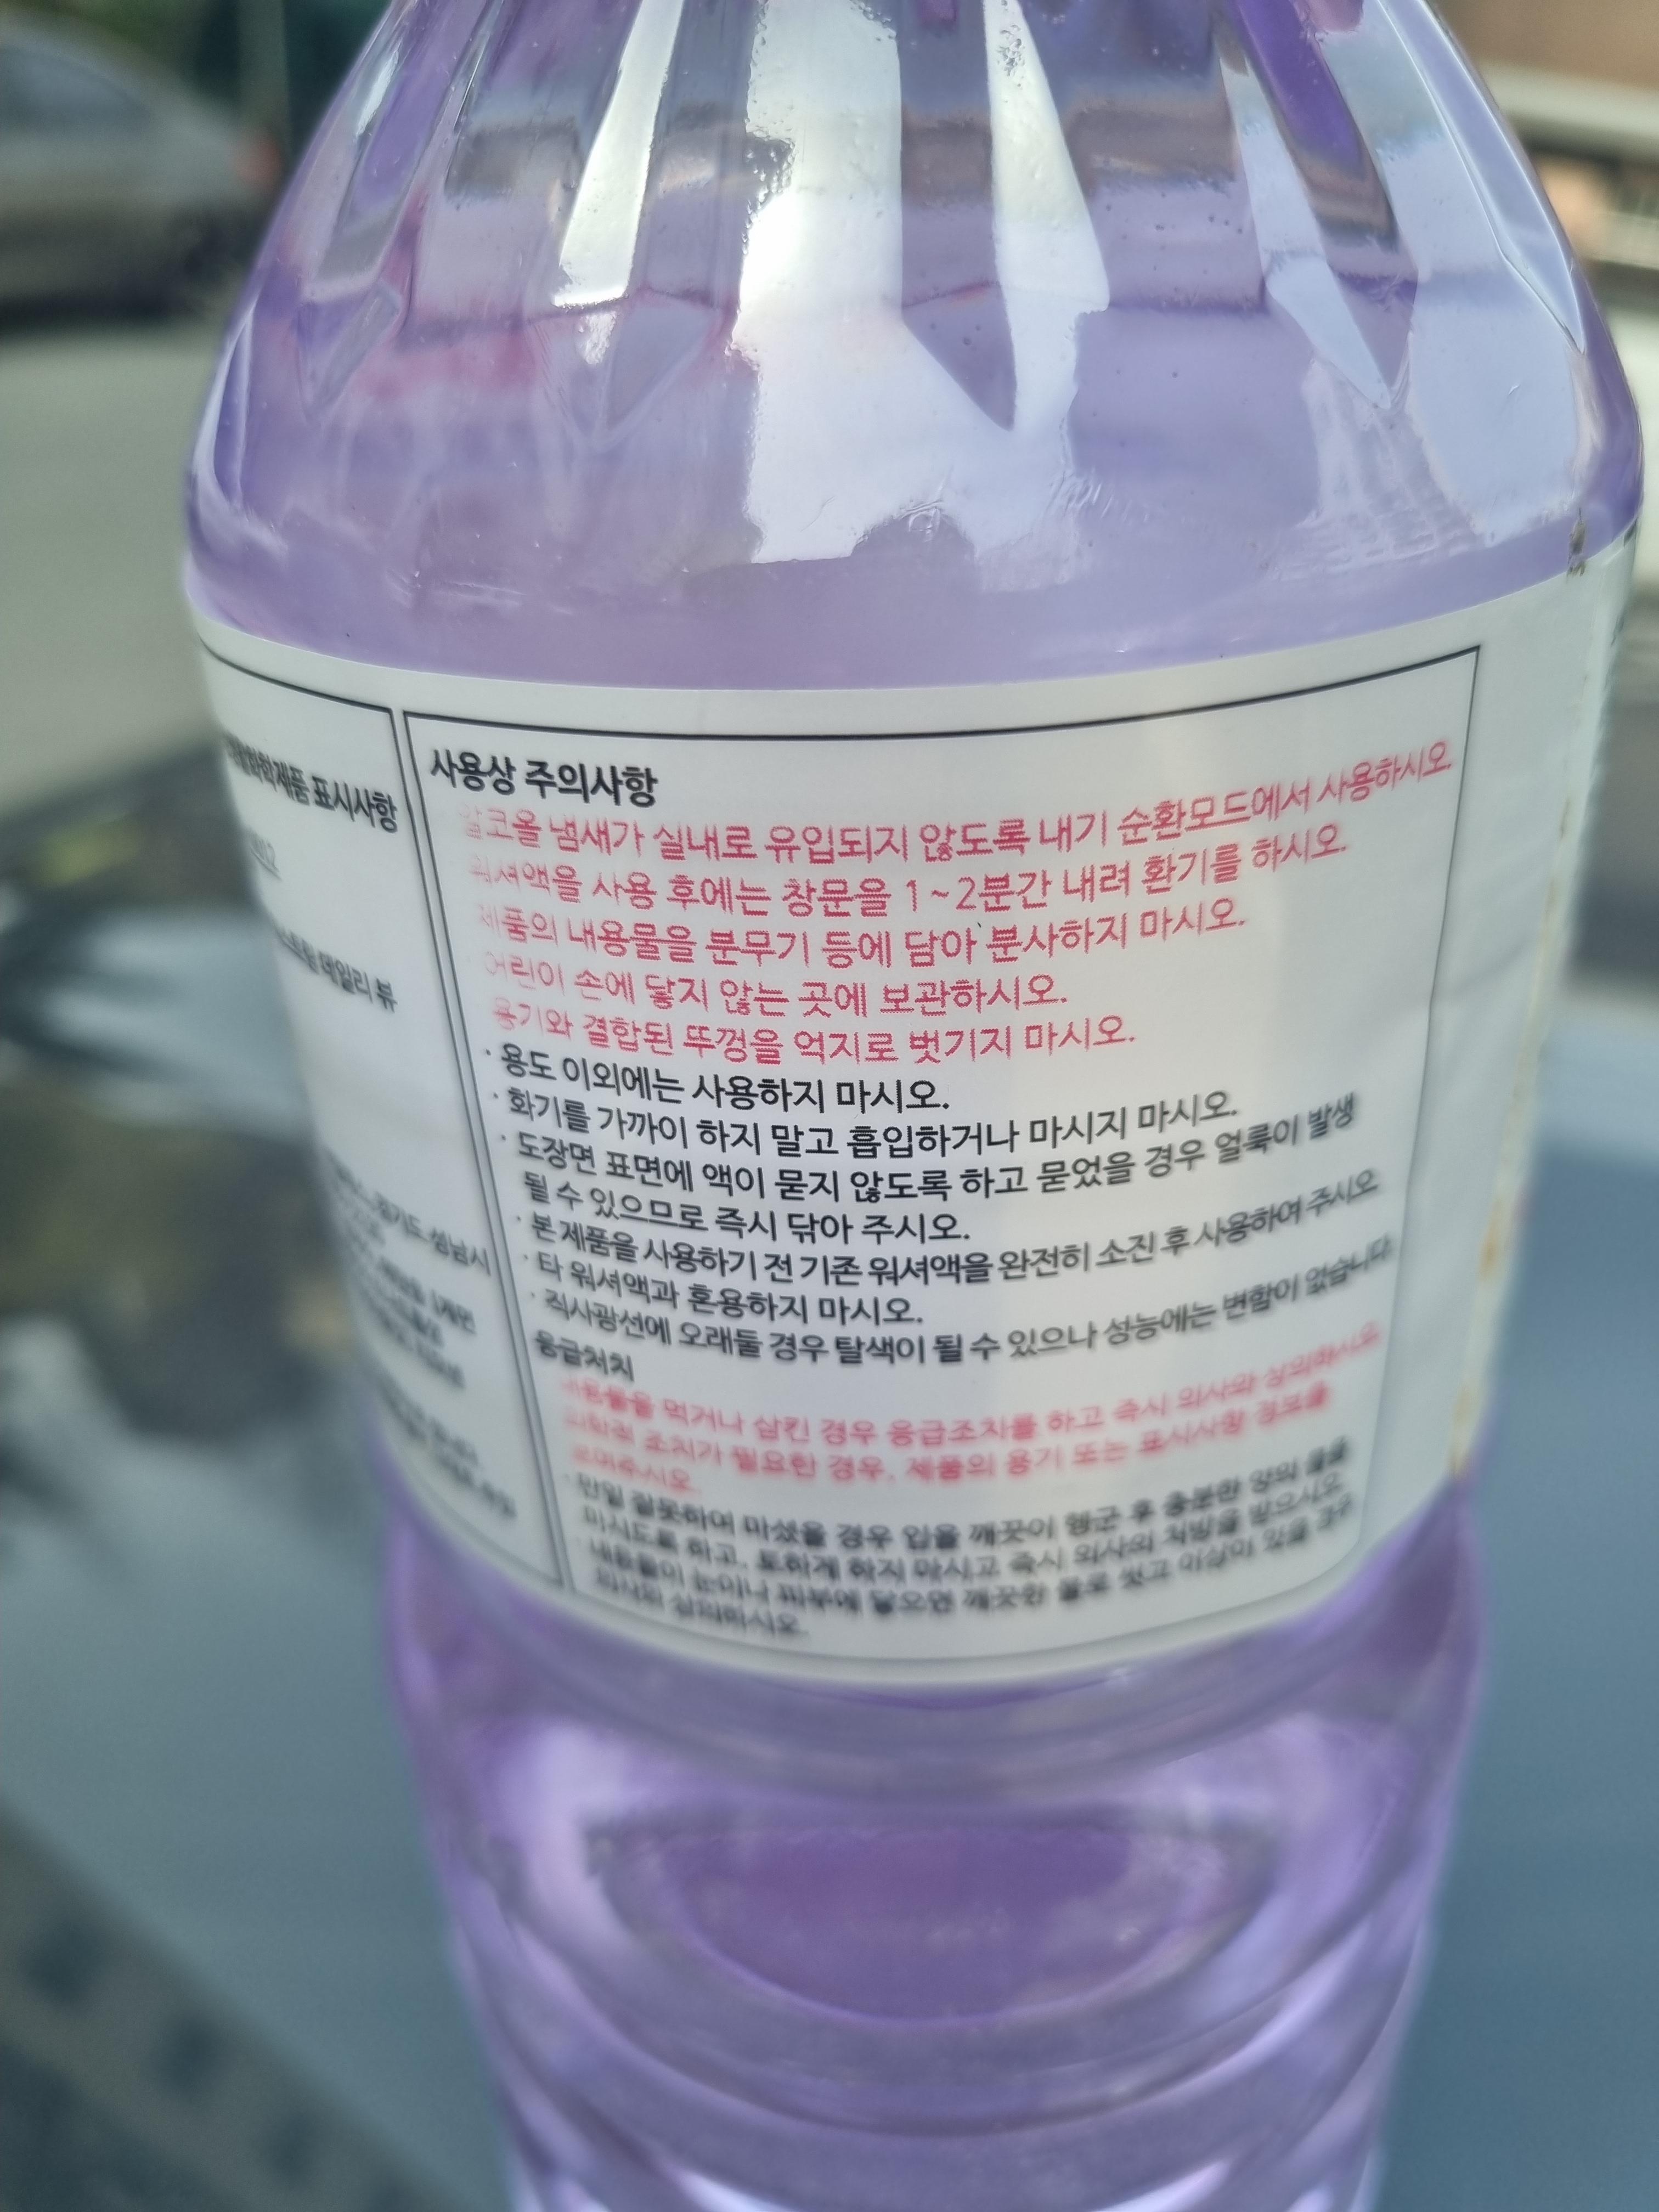 화학제품 표시사항
데일리 뷰
경기도 성남시
사용상 주의사항
알코올 냄새가 실내로 유입되지 않도록 내기 순환모드에서 사용하시오.
워셔액을 사용 후에는 창문을 1~2분간 내려 환기를 하시오.
제품의 내용물을 분무기 등에 담아 분사하지 마시오.
어린이 손에 닿지 않는 곳에 보관하시오.
용기와 결합된 뚜껑을 억지로 벗기지 마시오.
· 용도 이외에는 사용하지 마시오.
· 화기를 가까이 하지 말고 흡입하거나 마시지 마시오.
· 도장면 표면에 액이 묻지 않도록 하고 묻었을 경우 얼룩이 발생
될 수 있으므로 즉시 닦아 주시오.
· 본 제품을 사용하기 전 기존 워셔액을 완전히 소진 후 사용하여 주시오.
· 타 워셔액과 혼용하지 마시오.
· 직사광선에 오래둘 경우 탈색이 될 수 있으나 성능에는 변함이 없습니다.
응급처치
내용물을 먹거나 삼킨 경우 응급조치를 하고 즉시 의사와 상의하시오.
의학적 조치가 필요한 경우, 제품의 용기 또는 표시사항 정보를
보여주시오.
· 만일 잘못하여 마셨을 경우 입을 깨끗이 헹군 후 충분한 양의 물을
마시도록 하고, 토하게 하지 마시고 즉시 의사의 처방을 받으시오.
· 내용물이 눈이나 피부에 닿으면 깨끗한 물로 씻고 이상이 있을 경우
의사와 상의하시오.